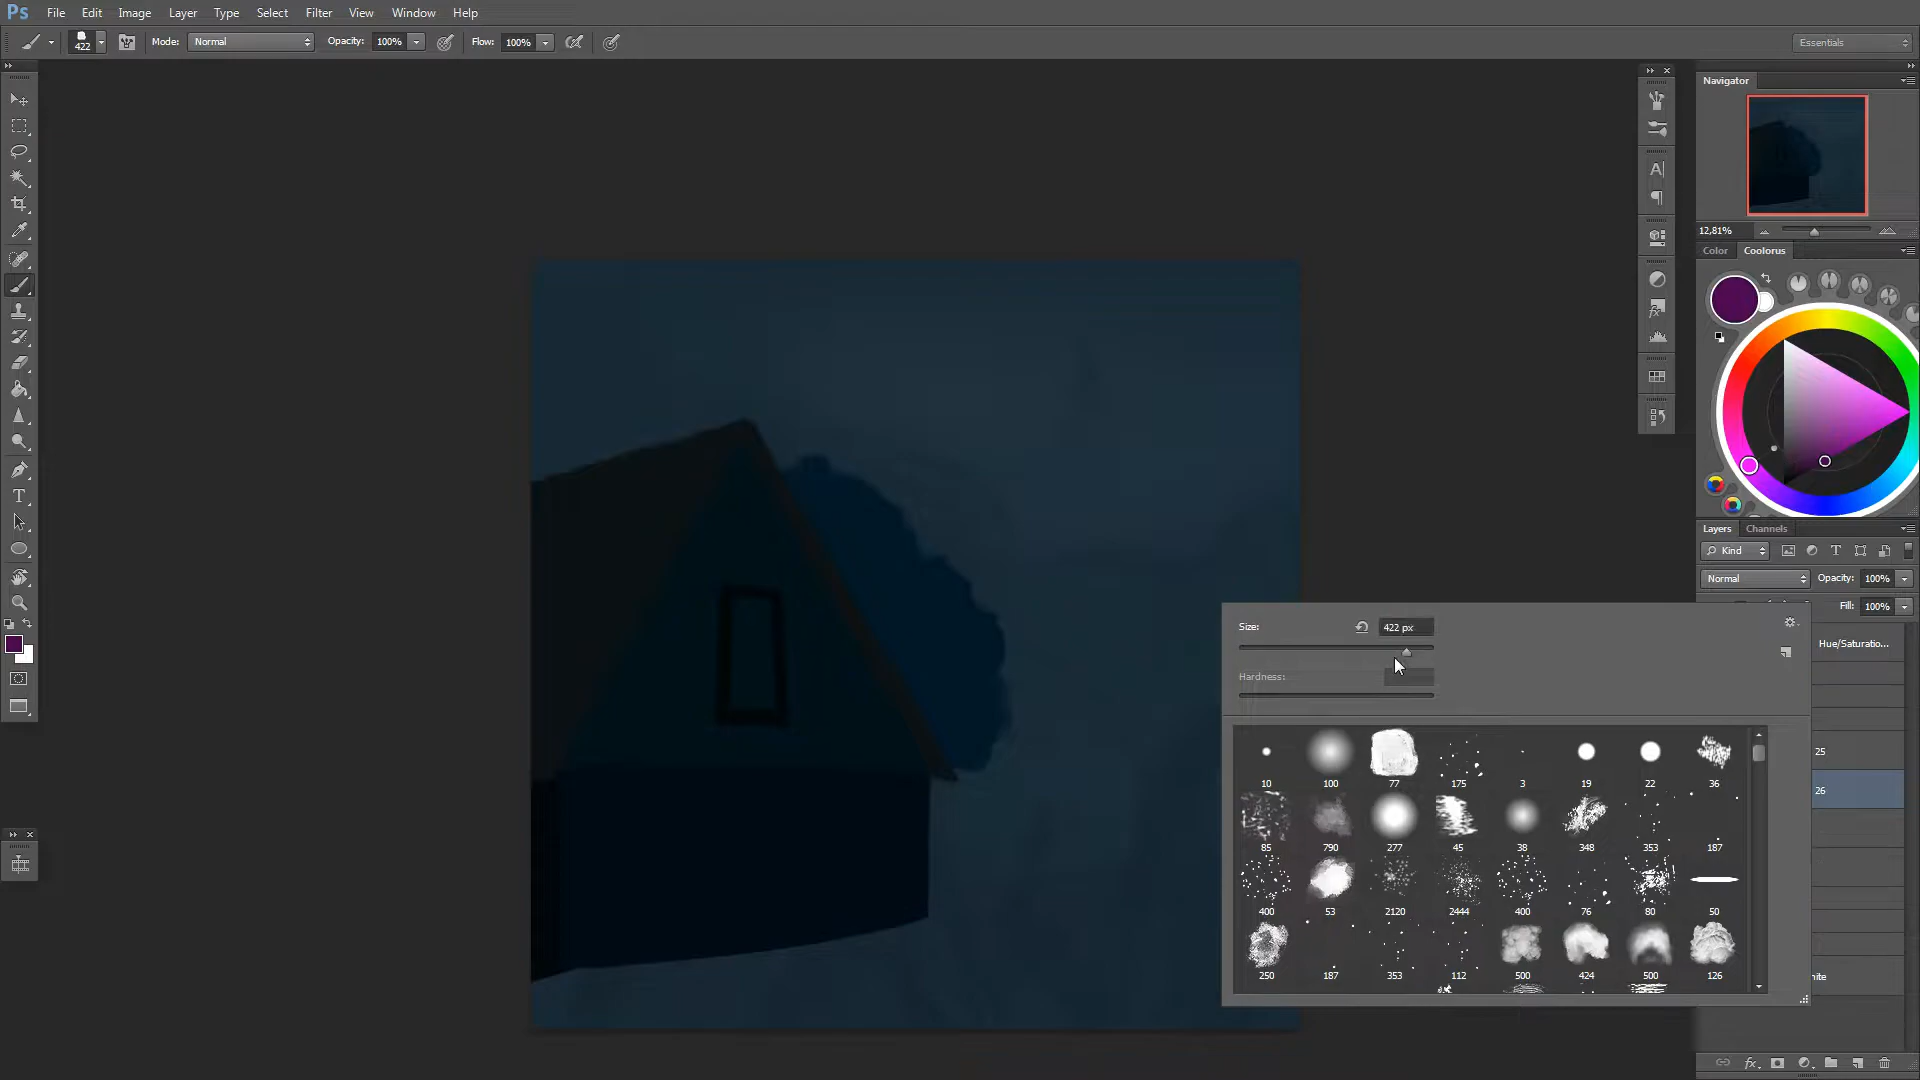 Ps File Edit Image Layer Type Select Filter View Window Help
422 Mode: Normal Opacity: 100% Flow: 100% Essentials
Navigator
12,81%
Color Coolorus
Layers Channels
Kind T
Normal Opacity: 100%
Fill: 100%
Size: 422 px
Hue/Saturatio...
Hardness:
25
10 100 77 175 3 19 22 36
26
85 790 277 45 38 348 353 187
400 53 2120 2444 400 76 80 50
250 187 353 112 500 424 500 126
hite